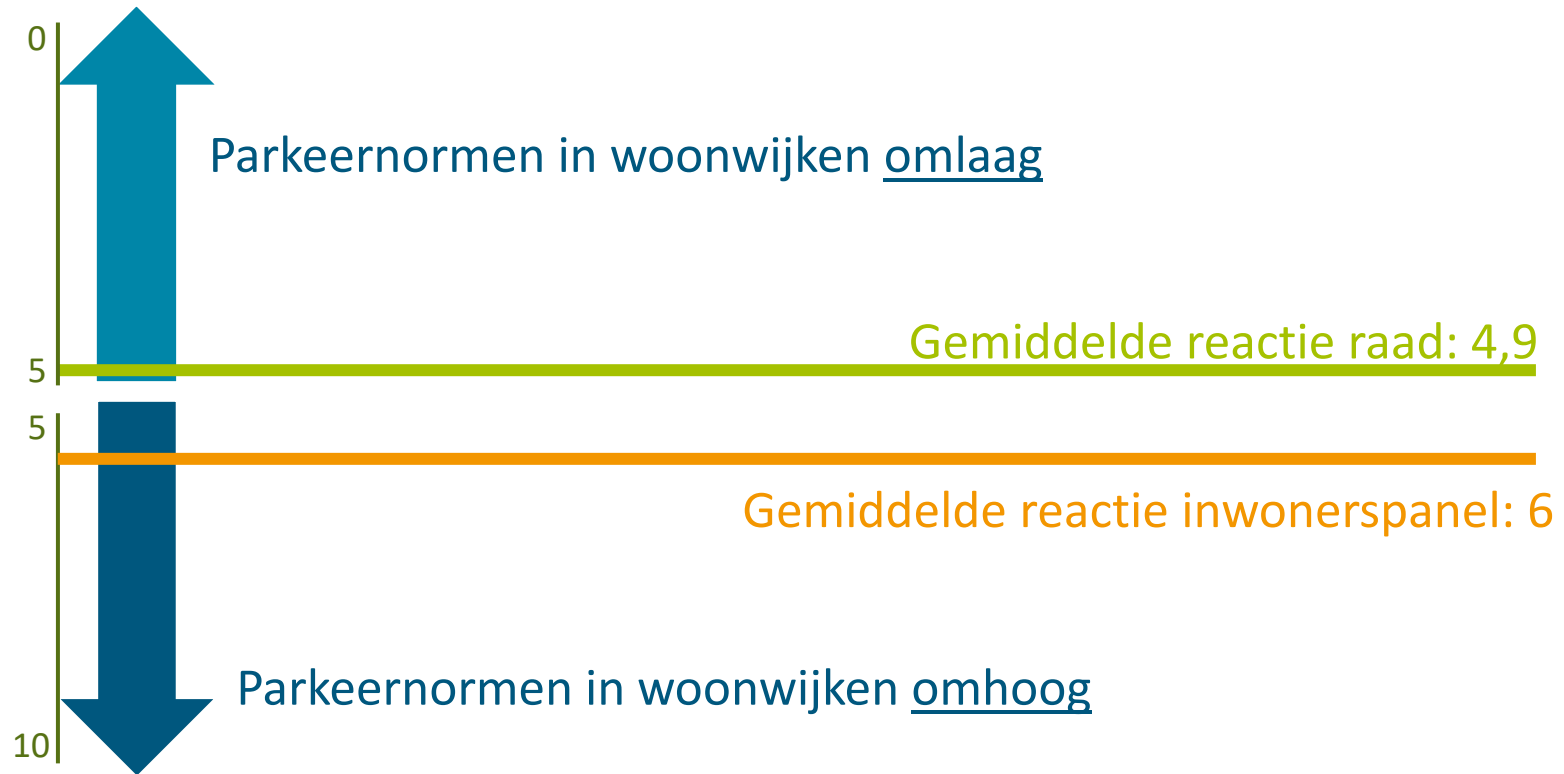 0
Parkeernormen in woonwijken omlaag
Gemiddelde reactie raad: 4,9
5
5
Gemiddelde reactie inwonerspanel: 6
Parkeernormen in woonwijken omhoog
10